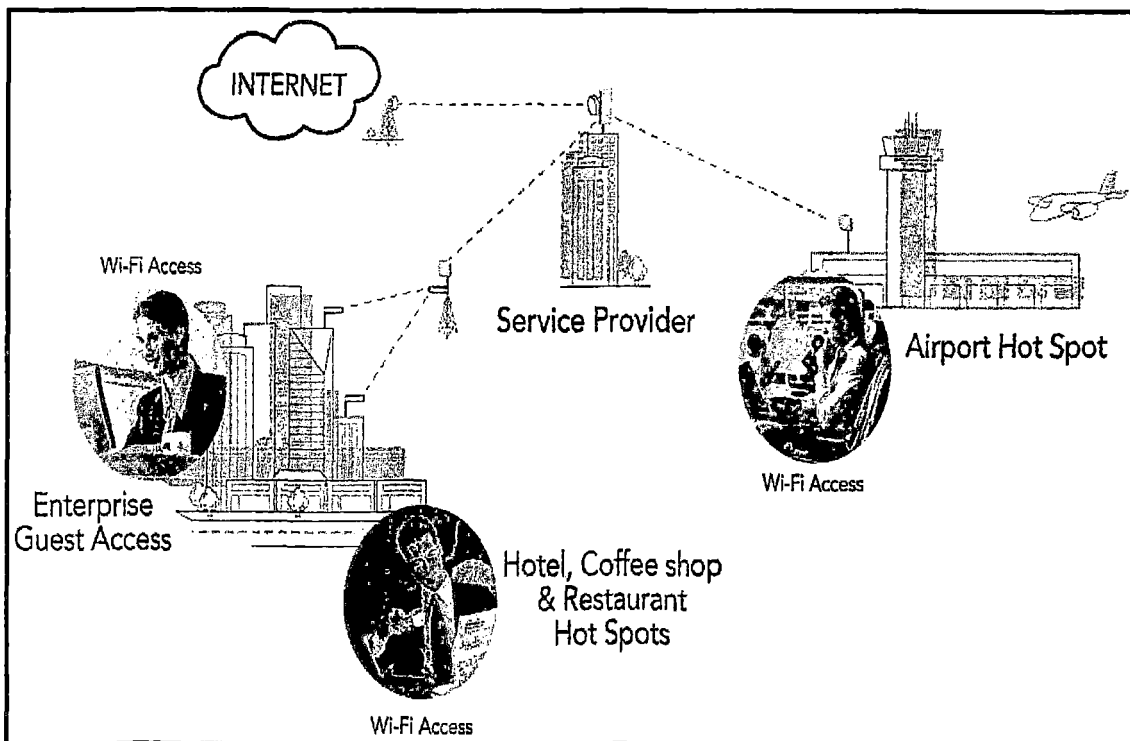 INTERNET
Wi-Fi Access
Service Provider
Airport Hot Spot
Wi-Fi Access
Enterprise
Guest Access
Hotel, Coffee shop
& Restaurant
Hot Spots
Wi-Fi Access